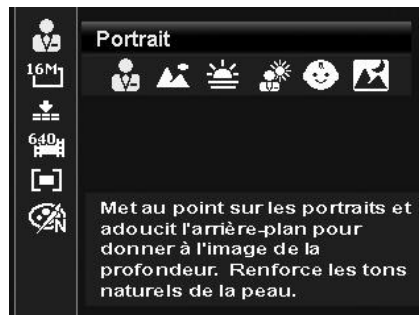 Portrait
16M
640
N
Met au point sur les portraits et
adoucit l'arrière-plan pour
donner à l'image de la
profondeur. Renforce les tons
naturels de la peau.